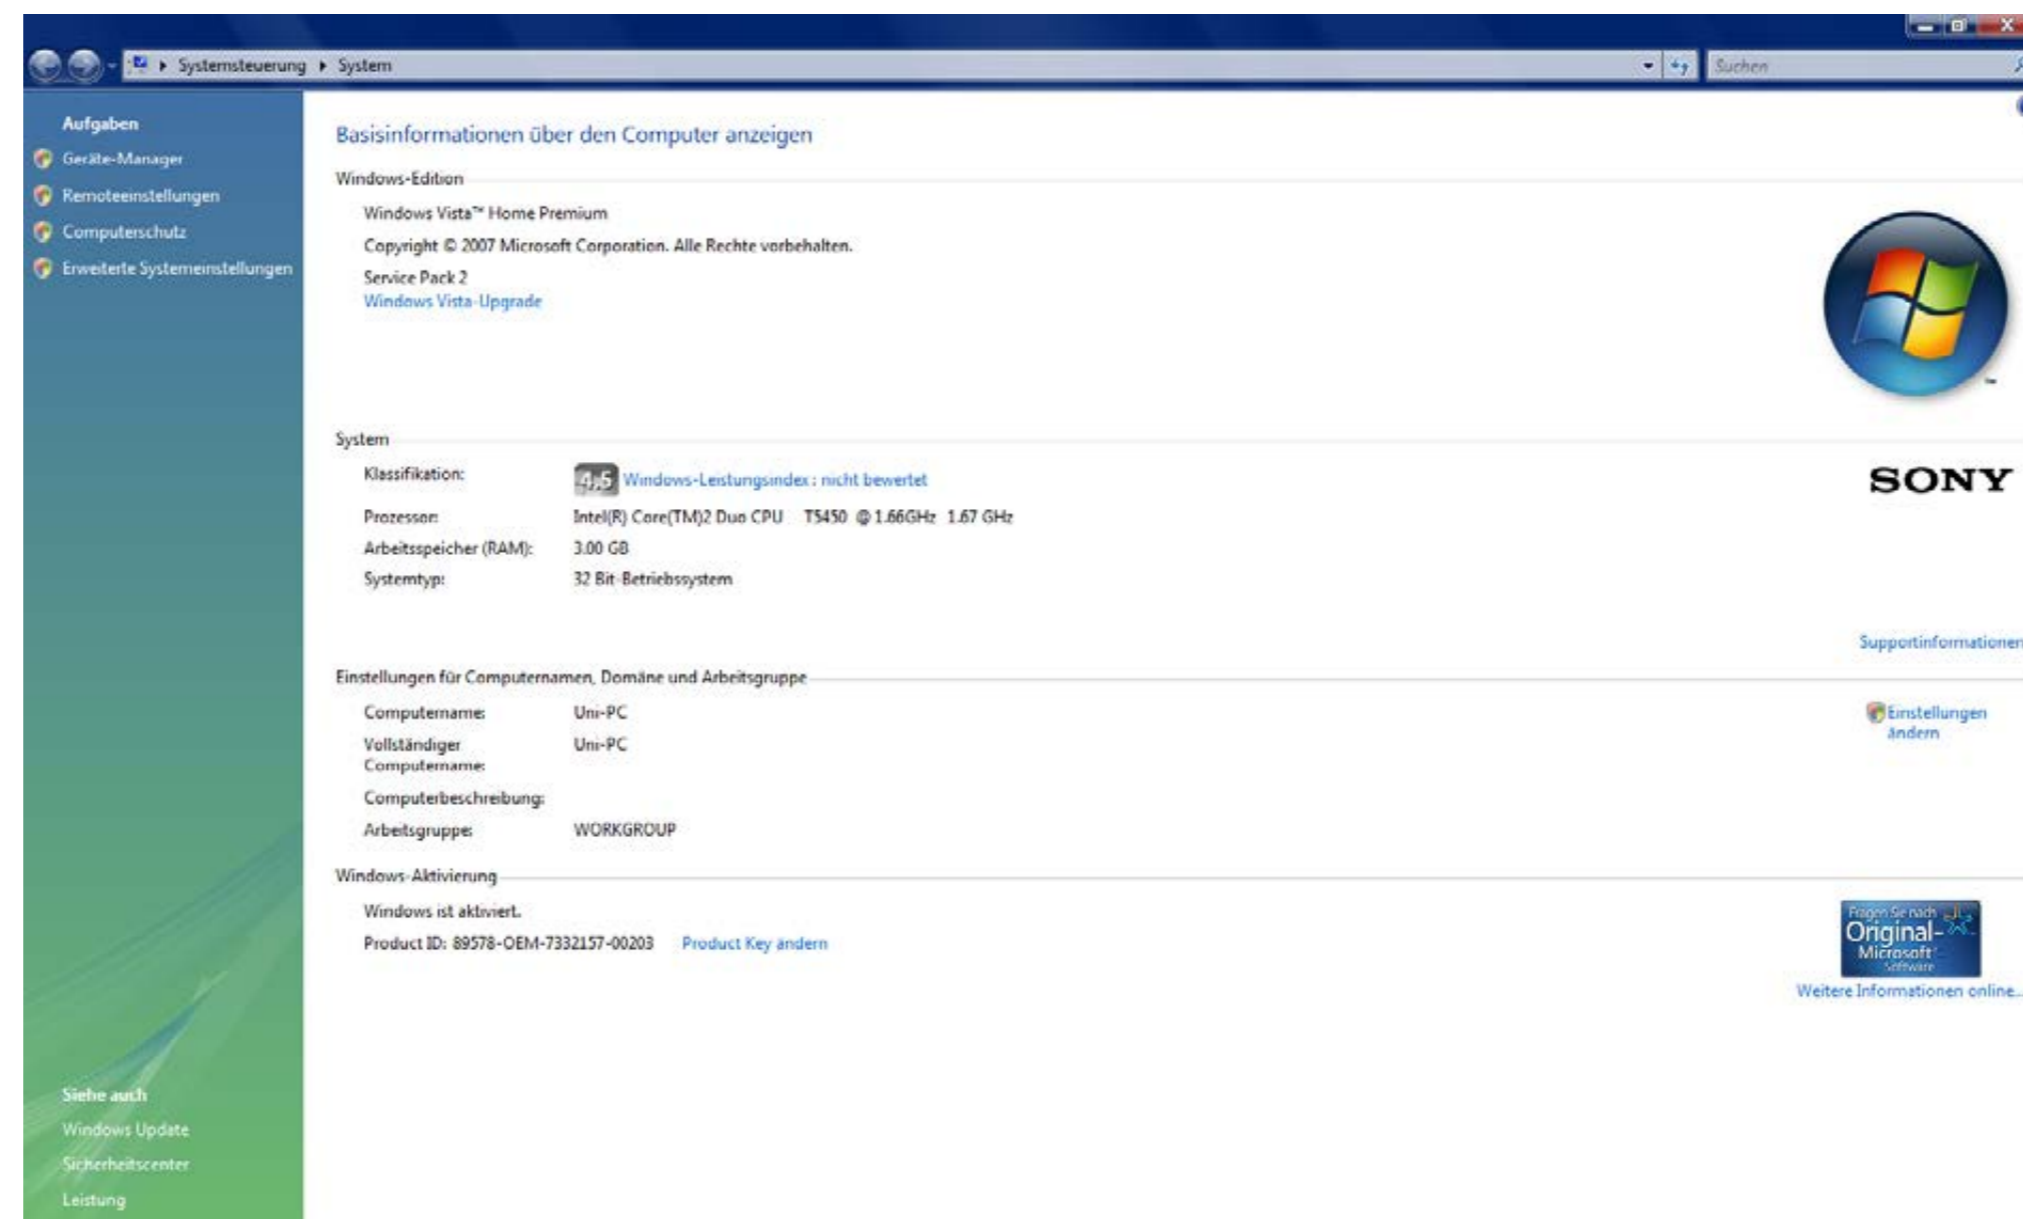 Systemsteuerung ▸ System
Suchen
Aufgaben
Geräte-Manager
Remoteeinstellungen
Computerschutz
Erweiterte Systemeinstellungen
Siehe auch
Windows Update
Sicherheitscenter
Leistung
Basisinformationen über den Computer anzeigen
Windows-Edition
Windows Vista™ Home Premium
Copyright © 2007 Microsoft Corporation. Alle Rechte vorbehalten.
Service Pack 2
Windows Vista-Upgrade
System
Klassifikation: 4,5 Windows-Leistungsindex: nicht bewertet
SONY
Prozessor: Intel(R) Core(TM)2 Duo CPU T5450 @ 1.66GHz 1.67 GHz
Arbeitsspeicher (RAM): 3.00 GB
Systemtyp: 32 Bit-Betriebssystem
Supportinformationen
Einstellungen für Computernamen, Domäne und Arbeitsgruppe
Computername: Uni-PC
Einstellungen
ändern
Vollständiger Uni-PC
Computername:
Computerbeschreibung:
Arbeitsgruppe: WORKGROUP
Windows-Aktivierung
Windows ist aktiviert.
Product ID: 89578-OEM-7332157-00203 Product Key ändern
Fragen Sie nach
Original-
Microsoft
Software
Weitere Informationen online...